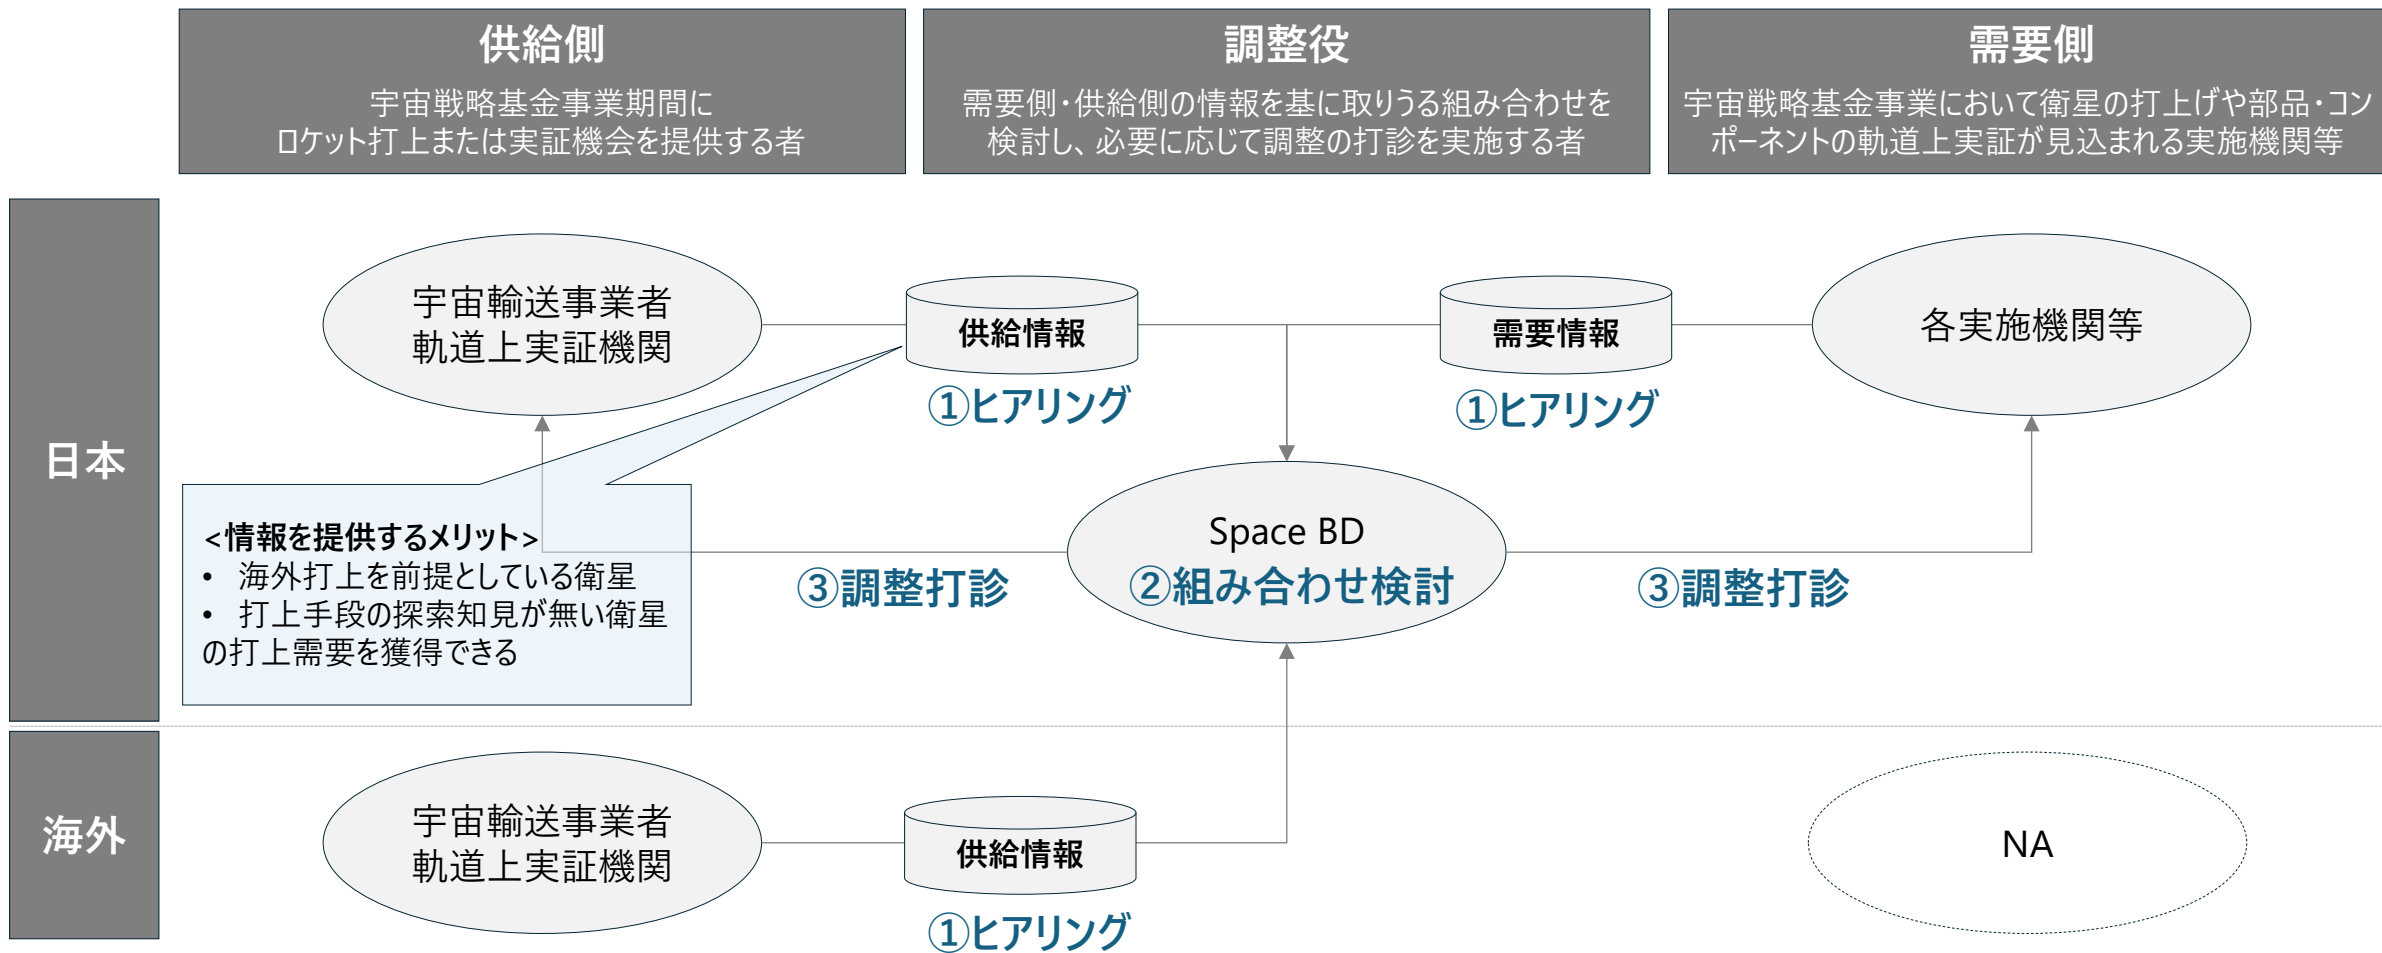 供給側
宇宙戦略基金事業期間に
ロケット打上または実証機会を提供する者
調整役
需要側・供給側の情報を基に取りうる組み合わせを
検討し、必要に応じて調整の打診を実施する者
需要側
宇宙戦略基金事業において衛星の打上げや部品・コン
ポーネントの軌道上実証が見込まれる実施機関等
日本
宇宙輸送事業者
軌道上実証機関
供給情報
①ヒアリング
需要情報
①ヒアリング
各実施機関等
<情報を提供するメリット>
• 海外打上を前提としている衛星
• 打上手段の探索知見が無い衛星
の打上需要を獲得できる
③調整打診
Space BD
②組み合わせ検討
③調整打診
海外
宇宙輸送事業者
軌道上実証機関
供給情報
①ヒアリング
NA